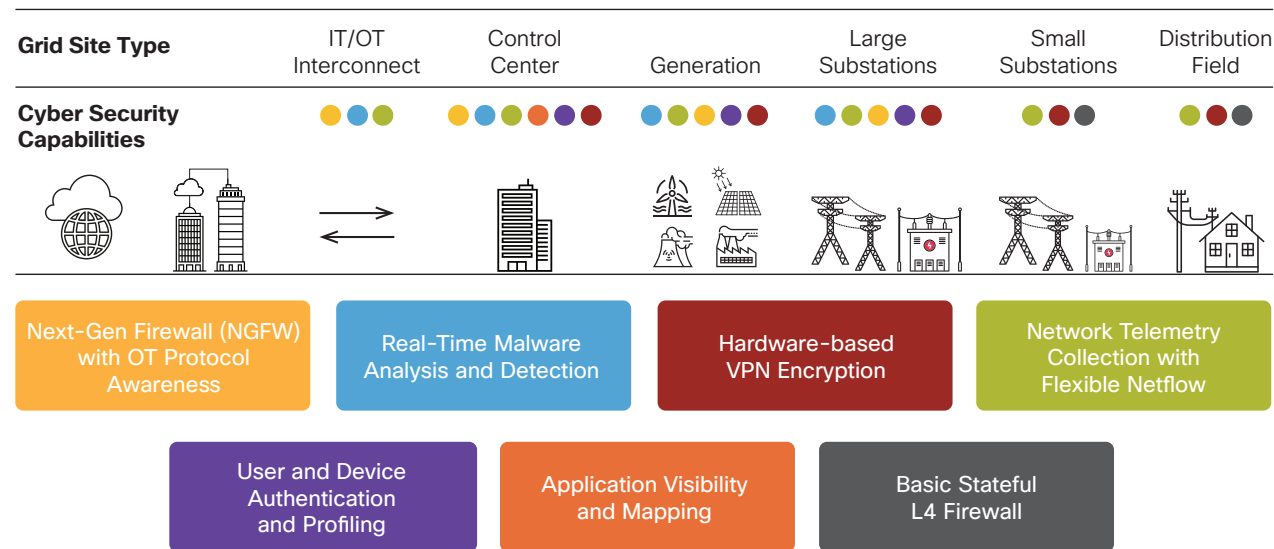 Grid Site Type
IT/OT
Interconnect
Control
Center
Generation
Large
Substations
Small
Substations
Distribution
Field
Cyber Security
Capabilities
Next-Gen Firewall (NGFW)
with OT Protocol
Awareness
Real-Time Malware
Analysis and Detection
Hardware-based
VPN Encryption
Network Telemetry
Collection with
Flexible Netflow
User and Device
Authentication
and Profiling
Application Visibility
and Mapping
Basic Stateful
L4 Firewall